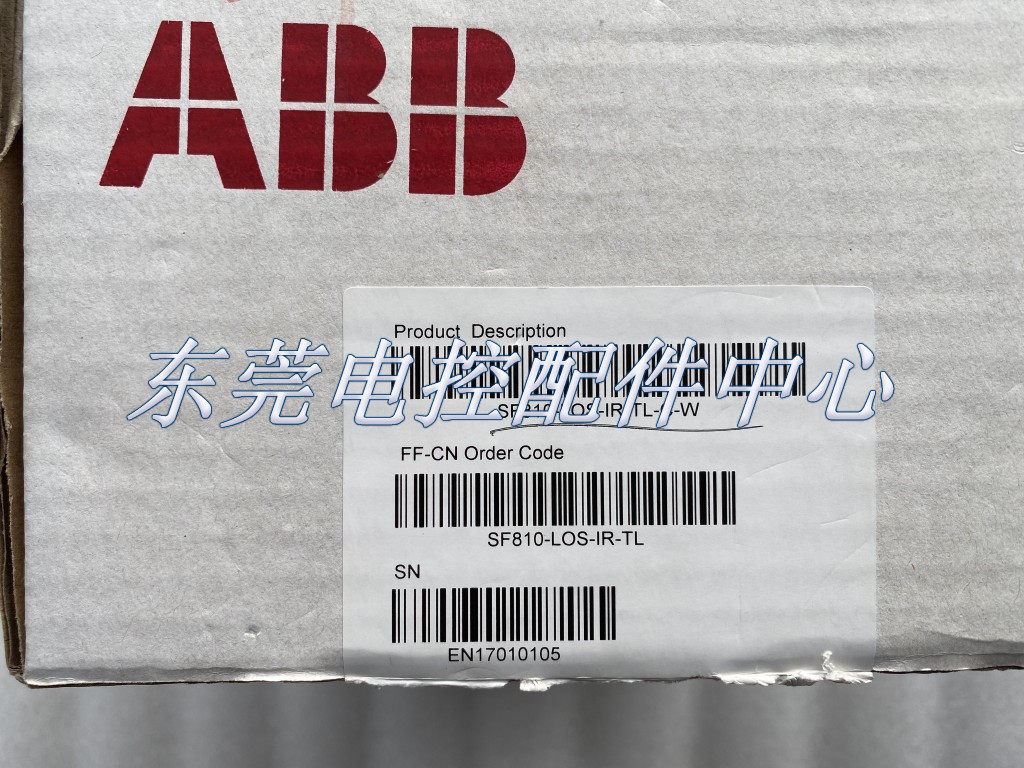 ABB
Product Description
东莞电控配件中心
FF-CN Order Code
SF810-LOS-IR-TL
SN
EN17010105